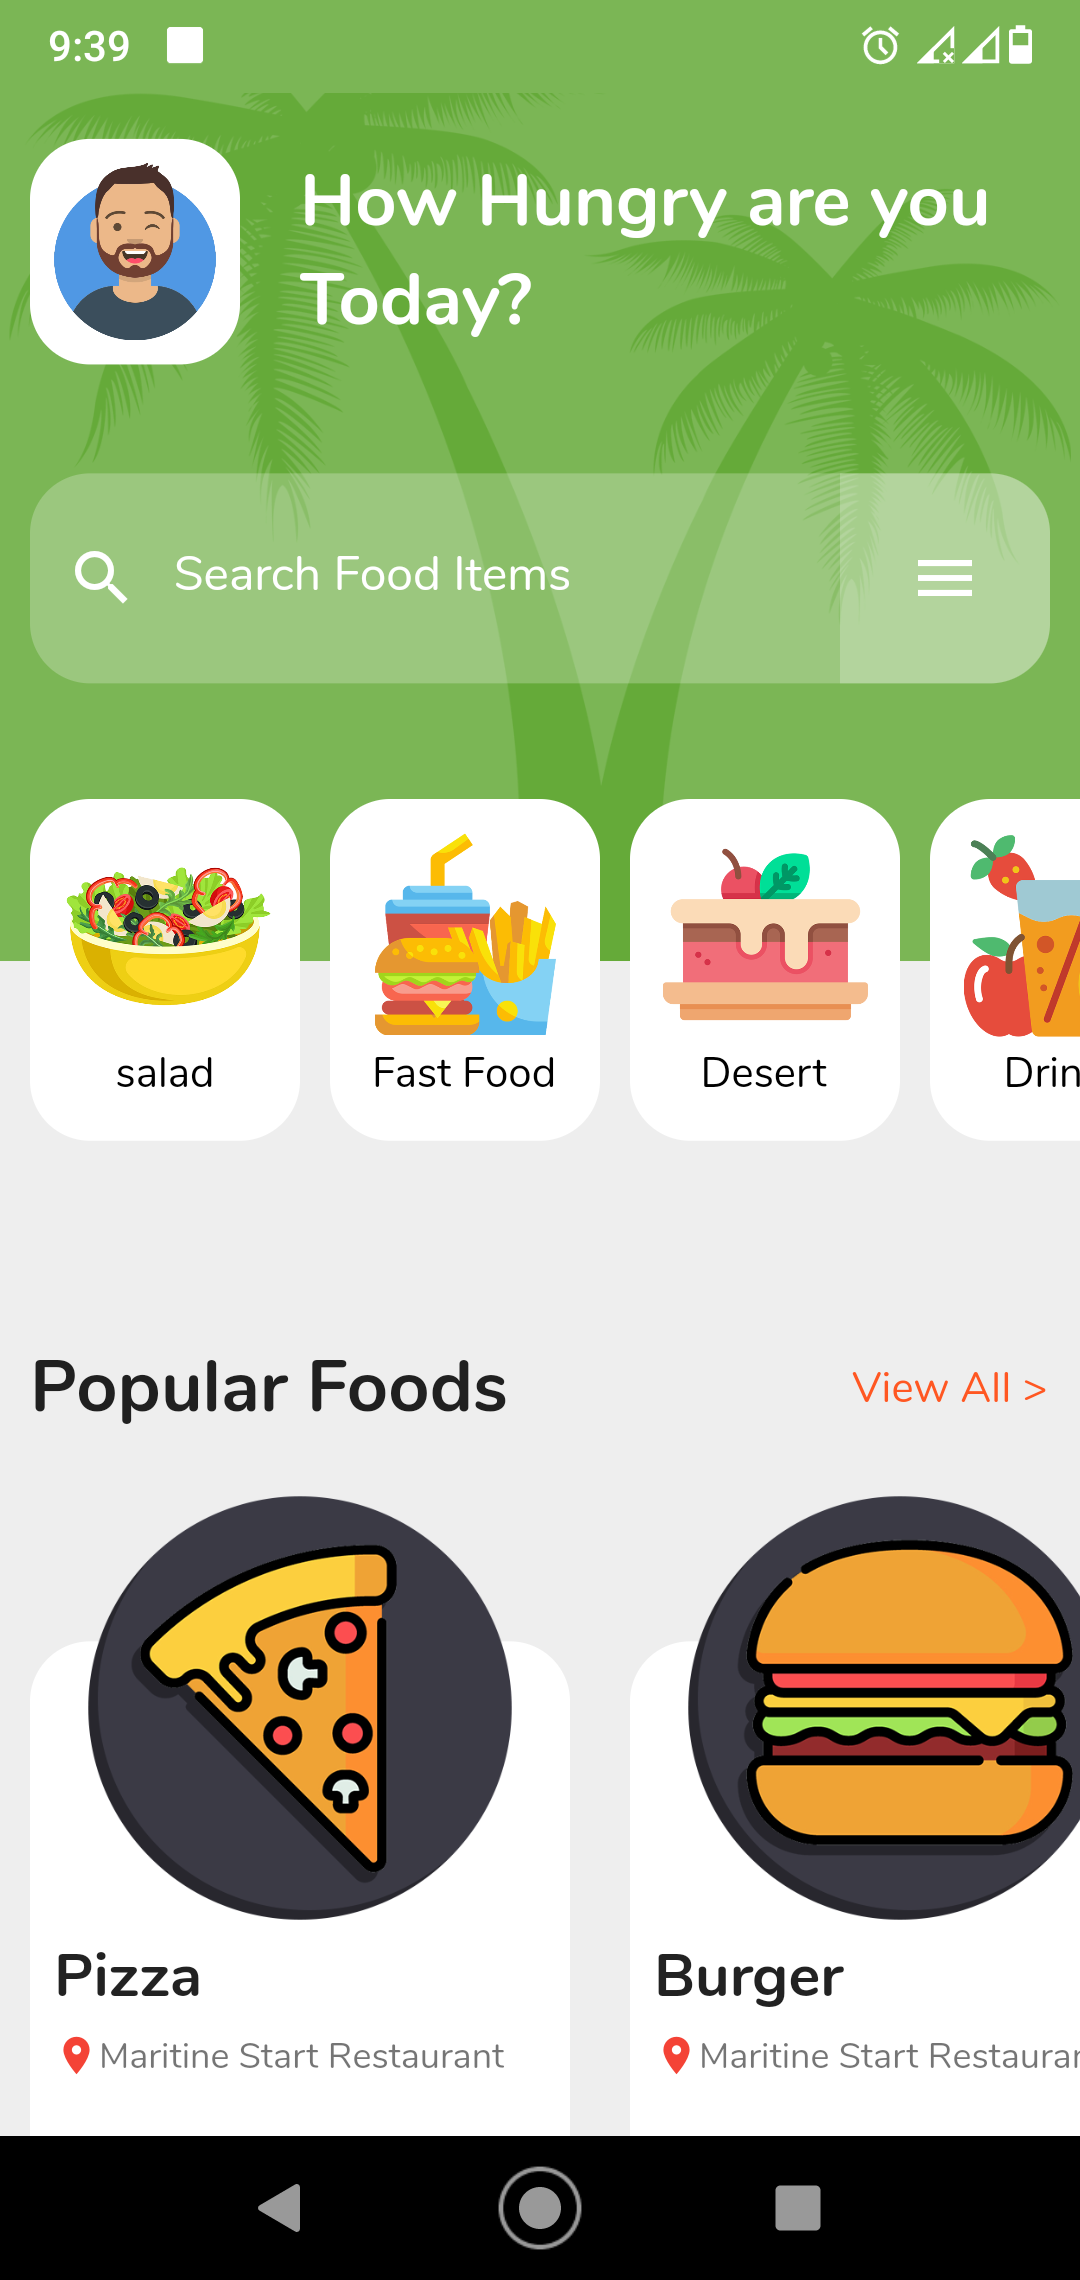 9:39
How Hungry are you
Today?
Search Food Items
salad
Fast Food
Desert
Drin
Popular Foods
View All >
Pizza
Burger
Maritine Start Restaurant
Maritine Start Restaurar